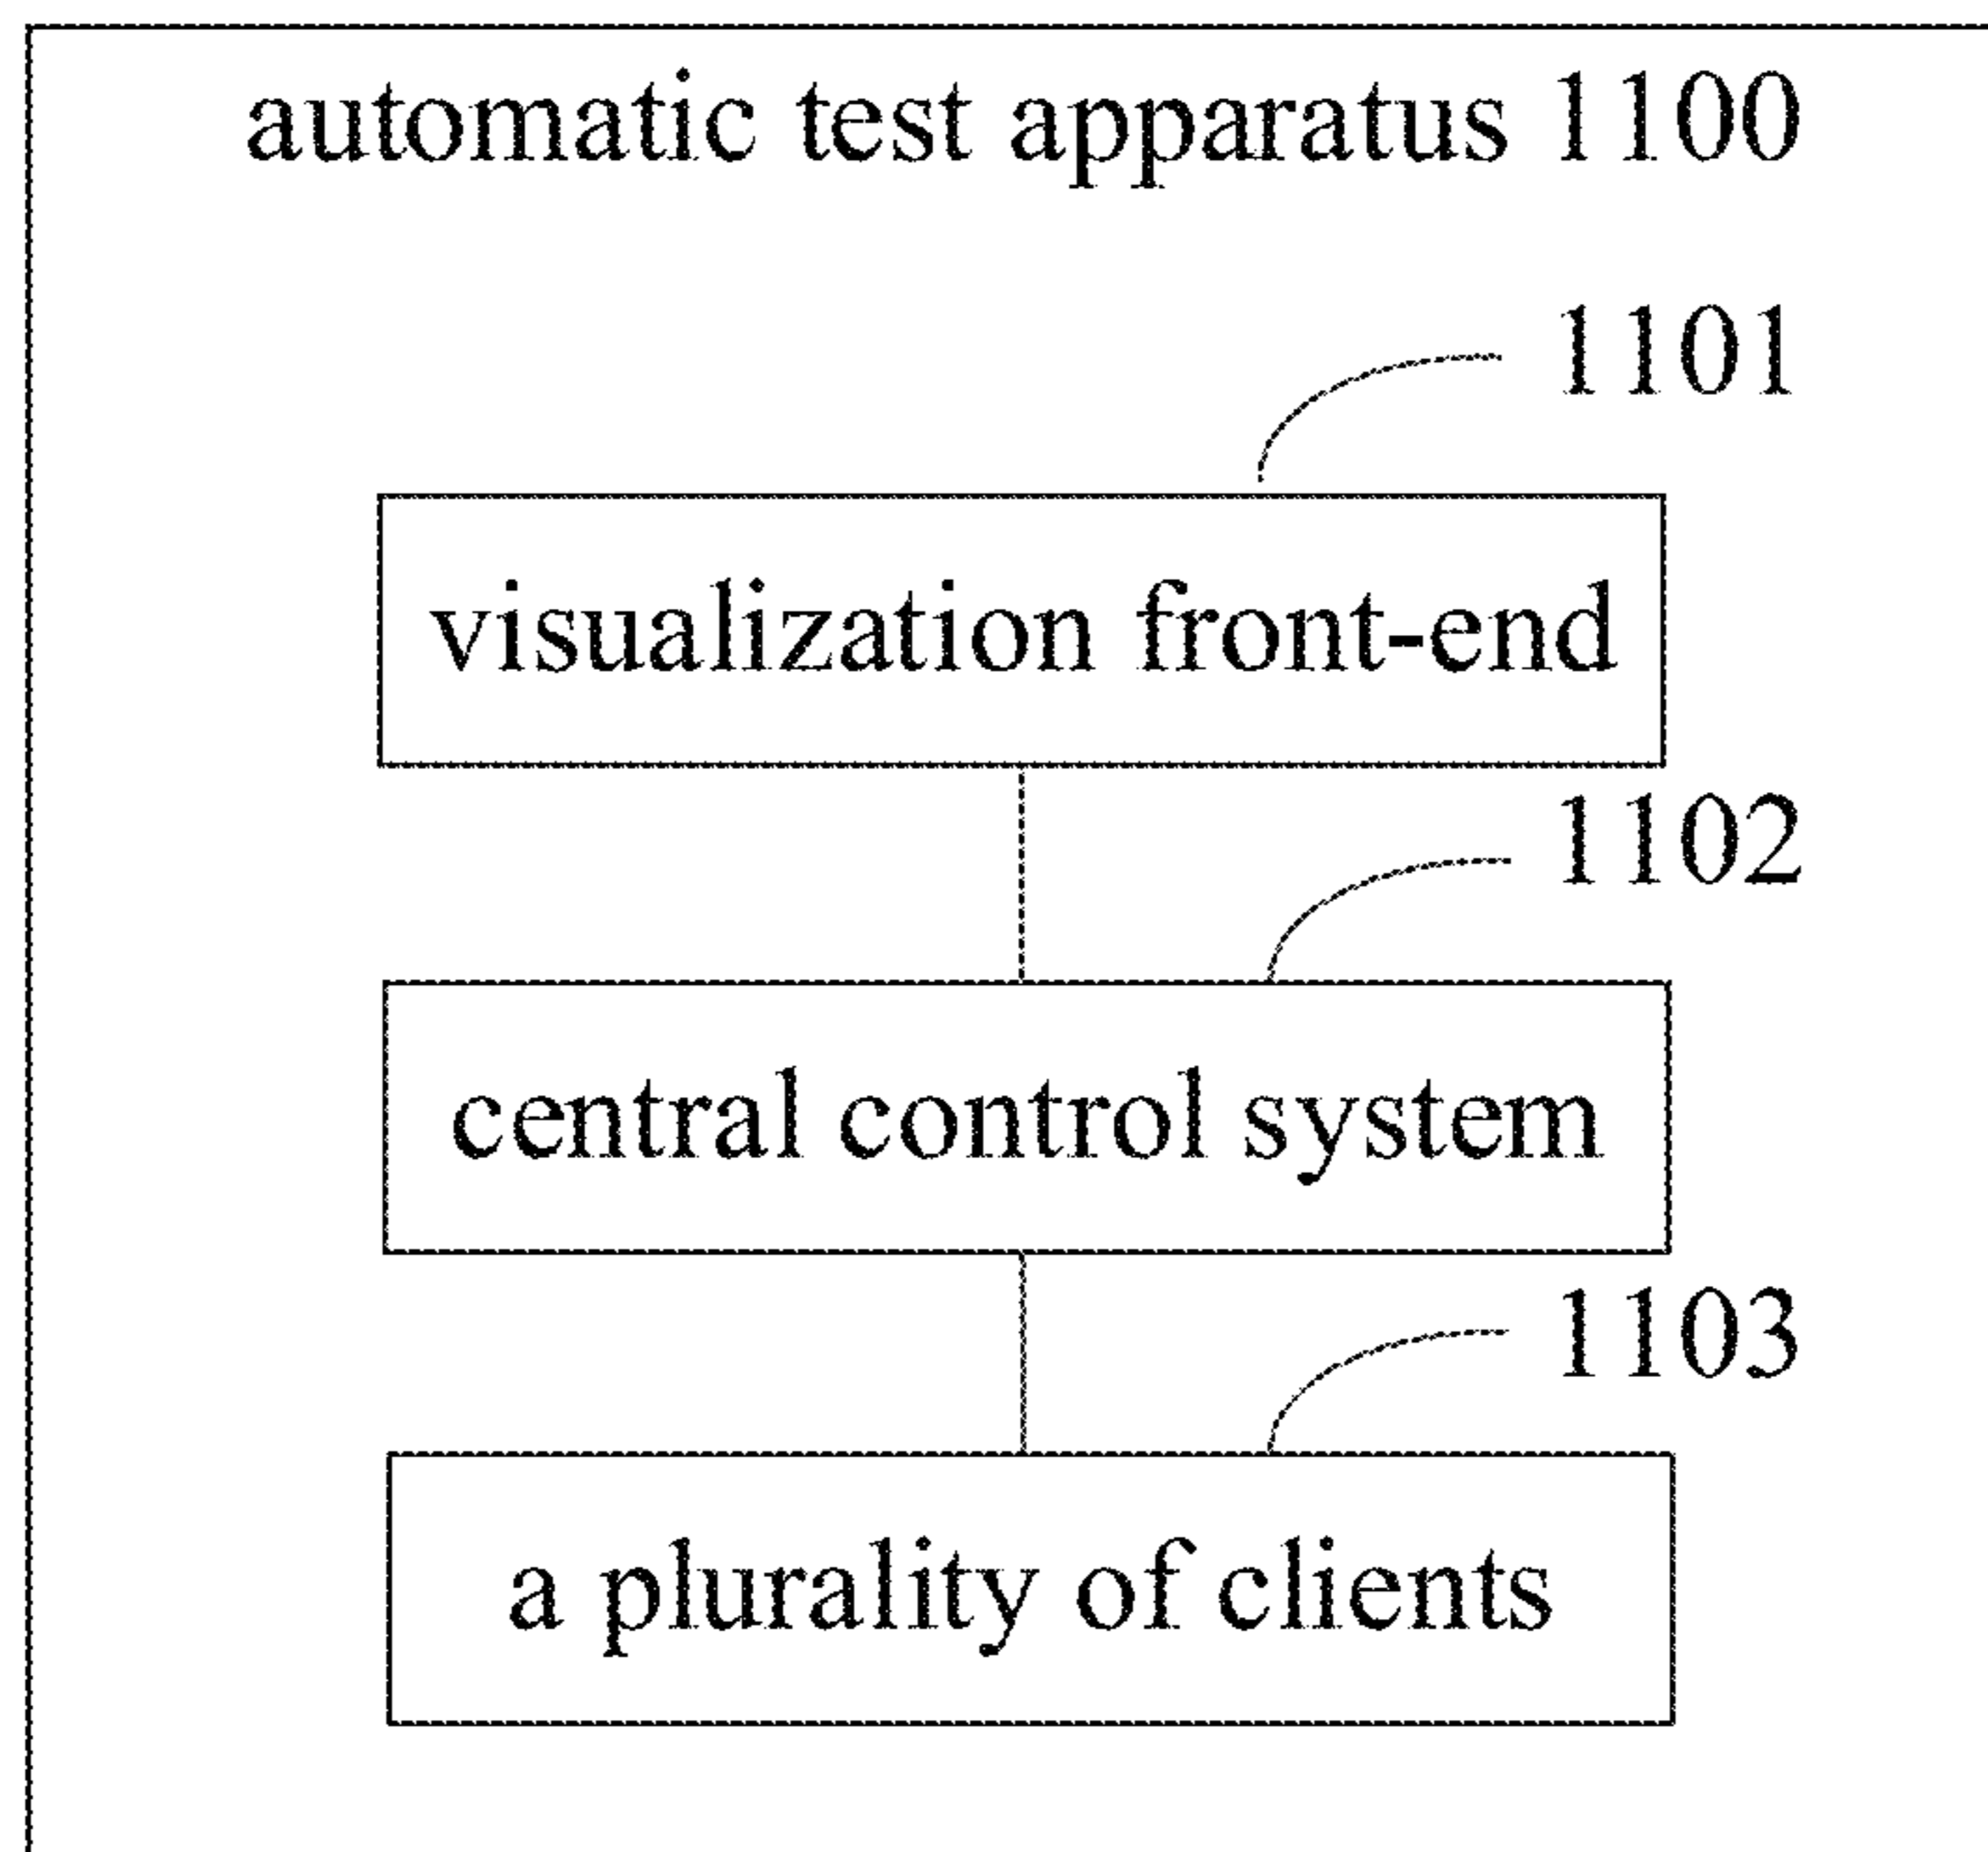 automatic test apparatus 1100
1101
visualization front-end
1102
central control system
1103
a plurality of clients